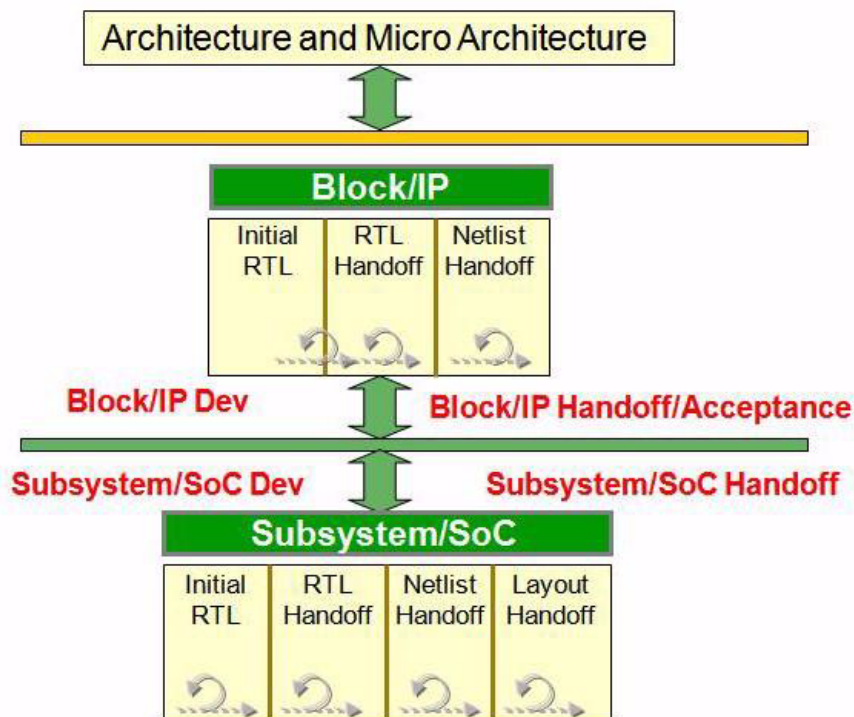 Architecture and Micro Architecture
Block/IP
Initial
RTL
RTL
Handoff
Netlist
Handoff
Block/IP Dev
Block/IP Handoff/Acceptance
Subsystem/SoC Dev
Subsystem/SoC Handoff
Subsystem/SoC
Initial
RTL
RTL
Handoff
Netlist
Handoff
Layout
Handoff